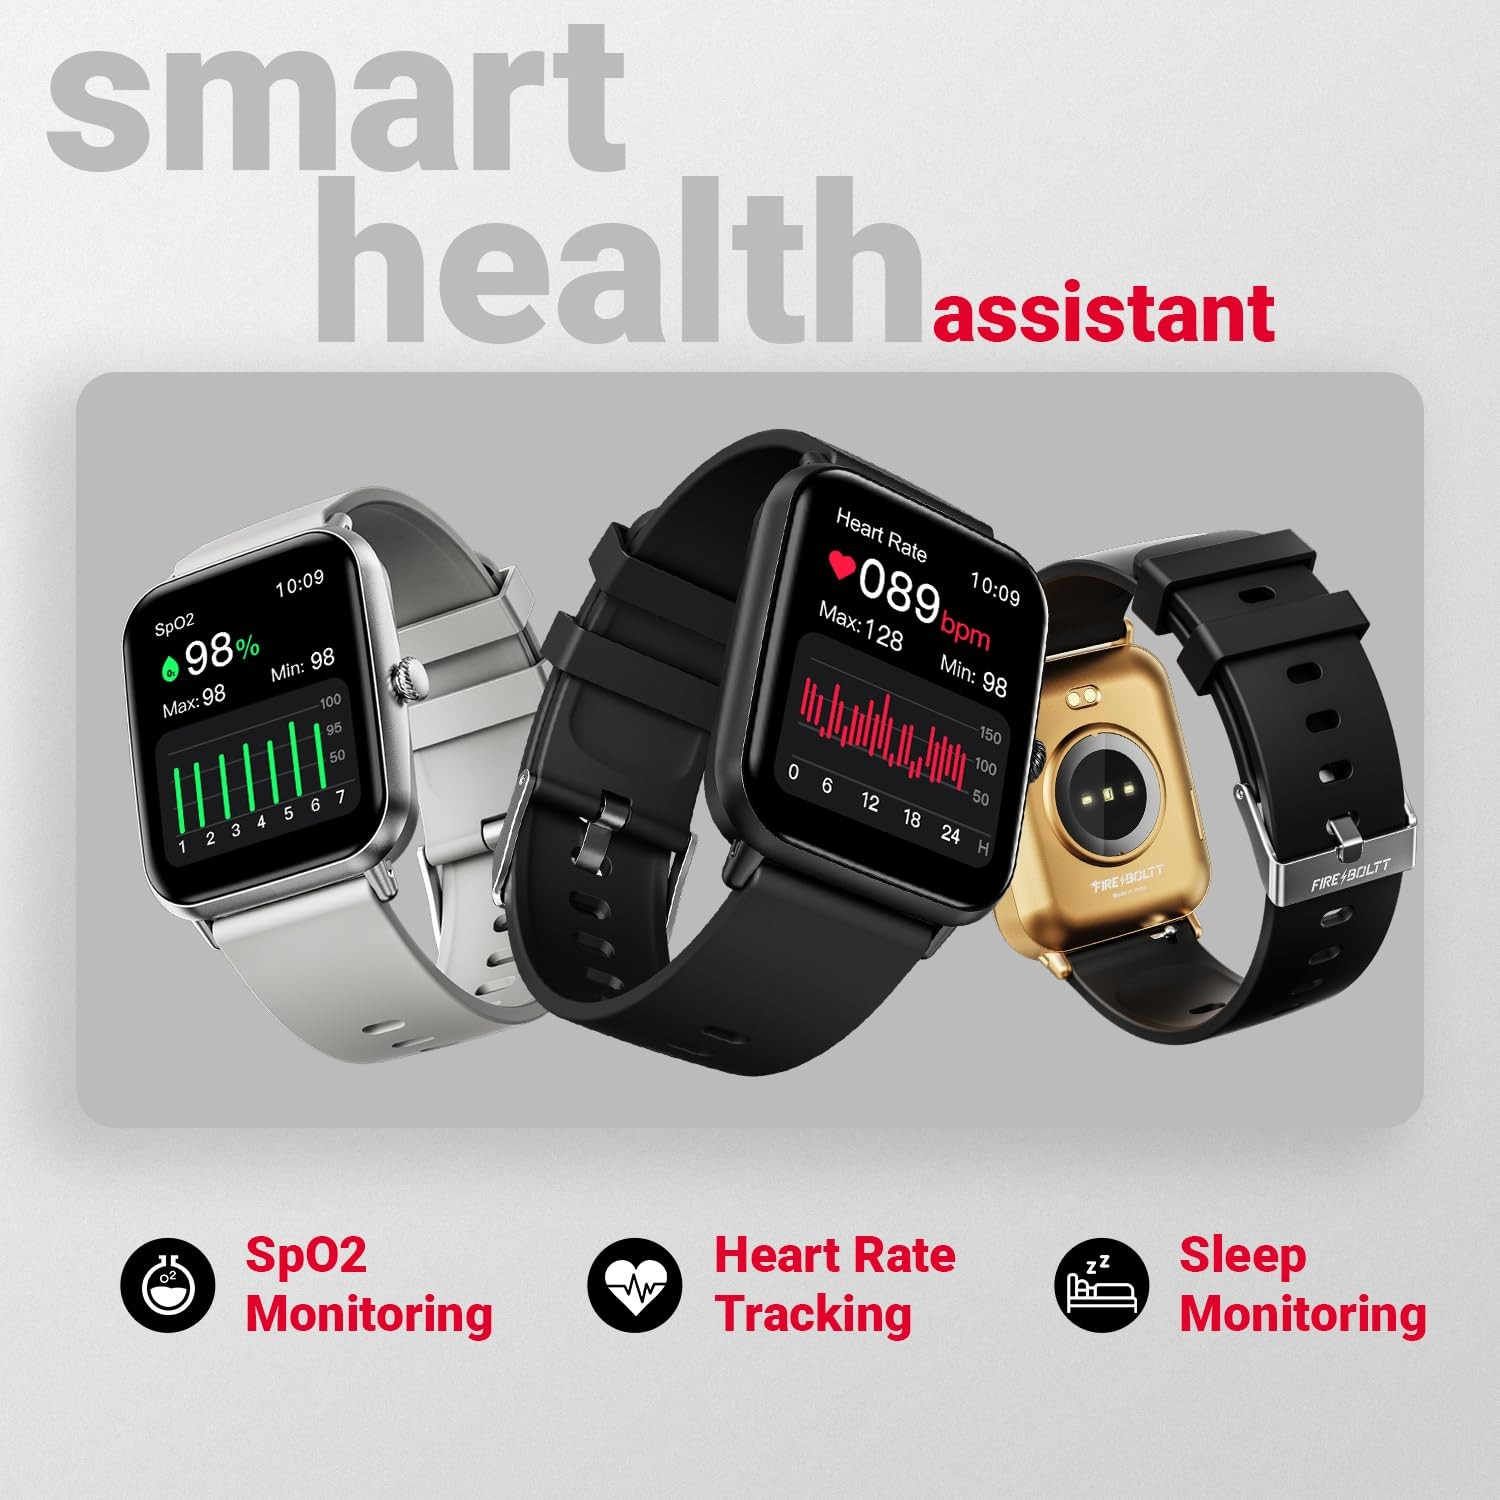 smart
health assistant
10:09
SpO2
98%
Max: 98 Min: 98
100
95
50
1 2 3 4 5 6 7
Heart Rate
10:09
089 bpm
Max: 128
Min: 98
150
100
50
0 6 12 18 24 H
FIRE BOLTT
FIRE BOLTT
O2
SpO2
Monitoring
Heart Rate
Tracking
z z
Sleep
Monitoring